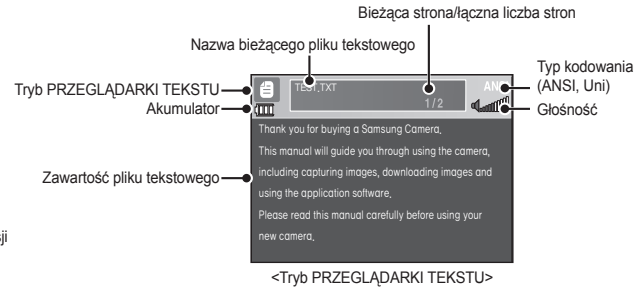 Bieżąca strona/łączna liczba stron
Nazwa bieżącego pliku tekstowego
Typ kodowania
(ANSI, Uni)
Tryb PRZEGLĄDARKI TEKSTU
TEST.TXT
1/2
Akumulator
Głośność
Thank you for buying a Samsung Camera.
This manual will guide you through using the camera,
including capturing images, downloading images and
using the application software.
Please read this manual carefully before using your
new camera.
Zawartość pliku tekstowego
<Tryb PRZEGLĄDARKI TEKSTU>